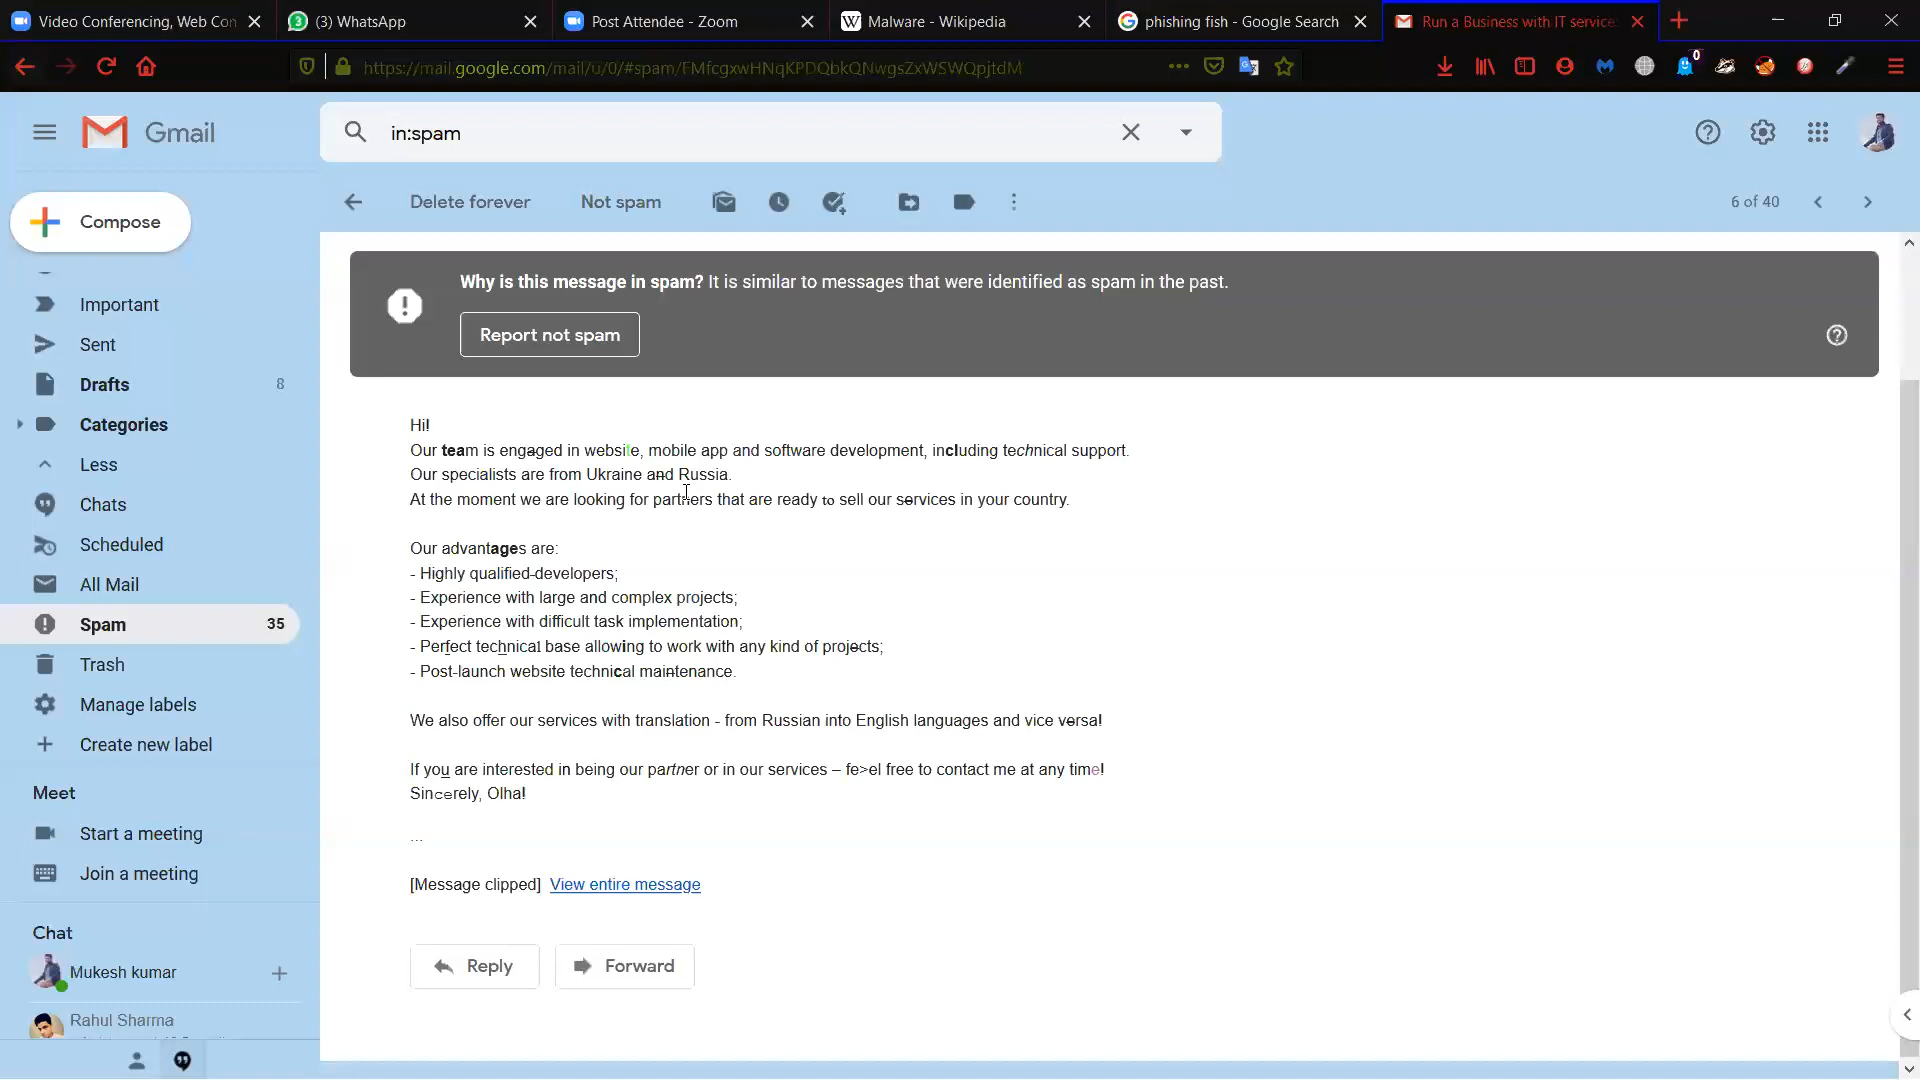 Video Conferencing, Web Con
(3) WhatsApp
Post Attendee - Zoom
Malware - Wikipedia
phishing fish - Google Search
Run a Business with IT service
https://mail.google.com/mail/u/0/#spam/FMfcgxwHNqKPDQbkQNwgsZxWSWQpjtdM
0
Gmail
in:spam
Compose
Delete forever
Not spam
6 of 40
Important
Sent
Drafts 8
Categories
Less
Chats
Scheduled
All Mail
Spam 35
Trash
Manage labels
Create new label
Meet
Start a meeting
Join a meeting
Chat
Mukesh kumar
Rahul Sharma
Why is this message in spam? It is similar to messages that were identified as spam in the past.
Report not spam
Hi!
Our team is engaged in website, mobile app and software development, including technical support.
Our specialists are from Ukraine and Russia.
At the moment we are looking for partners that are ready to sell our services in your country.
Our advantages are:
- Highly qualified-developers;
- Experience with large and complex projects;
- Experience with difficult task implementation;
- Perfect technical base allowing to work with any kind of projects;
- Post-launch website technical maintenance.
We also offer our services with translation - from Russian into English languages and vice versa!
If you are interested in being our partner or in our services – fe>el free to contact me at any time!
Sincerely, Olha!
...
[Message clipped] View entire message
Reply
Forward